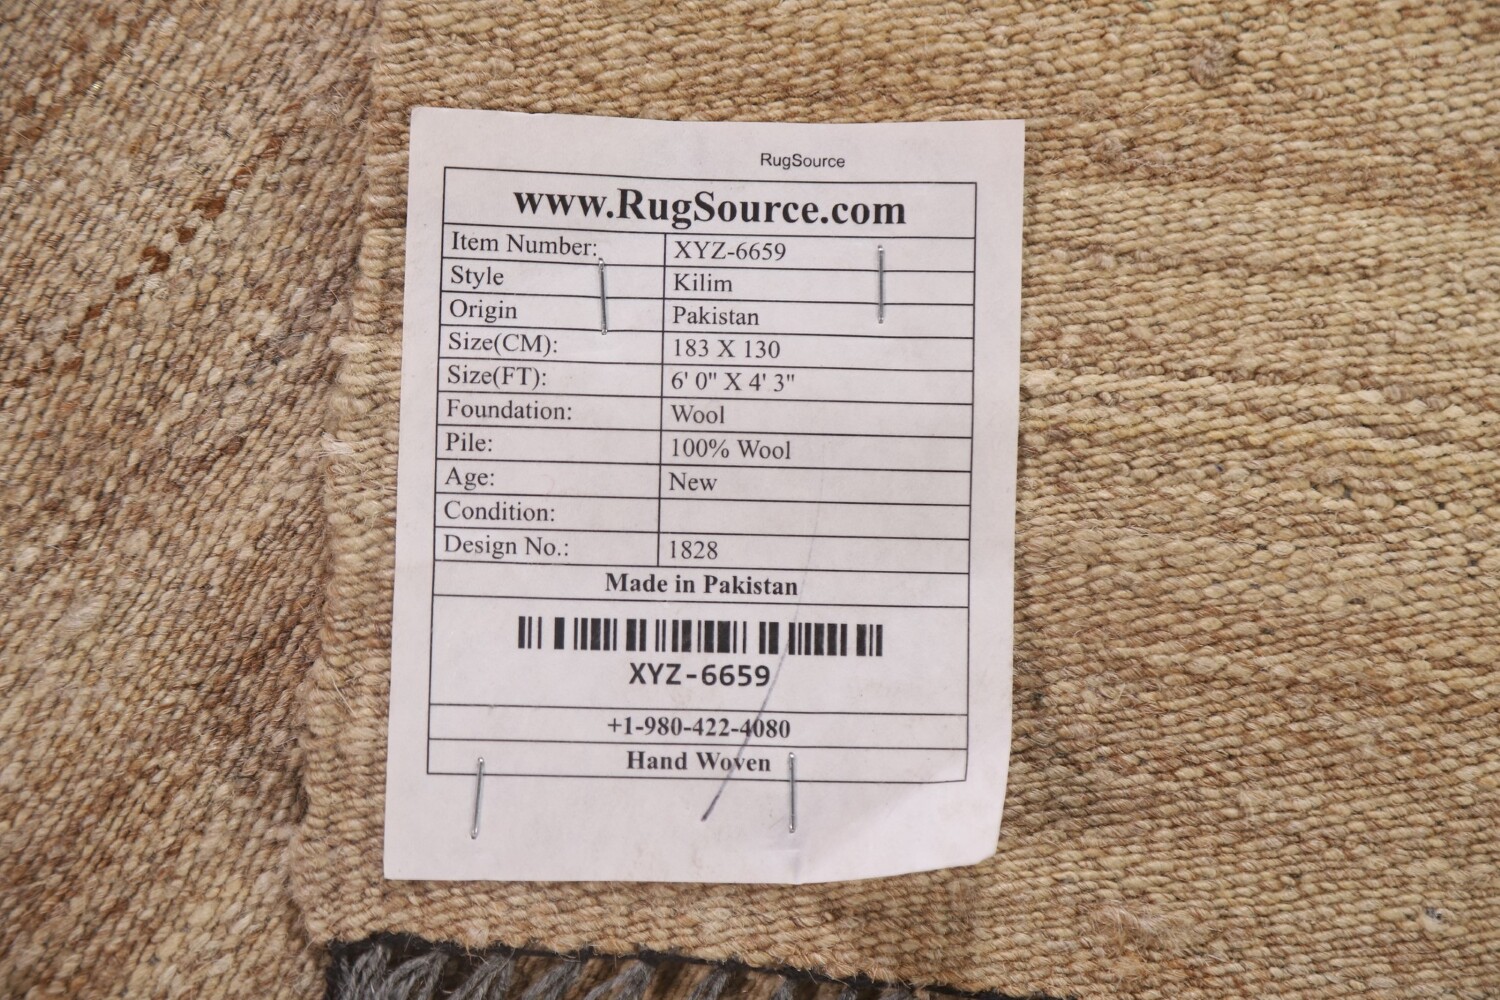 RugSource
www.RugSource.com
Item Number: XYZ-6659
Style Kilim
Origin Pakistan
Size(CM): 183 X 130
Size(FT): 6' 0" X 4' 3"
Foundation: Wool
Pile: 100% Wool
Age: New
Condition:
Design No.: 1828
Made in Pakistan
XYZ-6659
+1-980-422-4080
Hand Woven